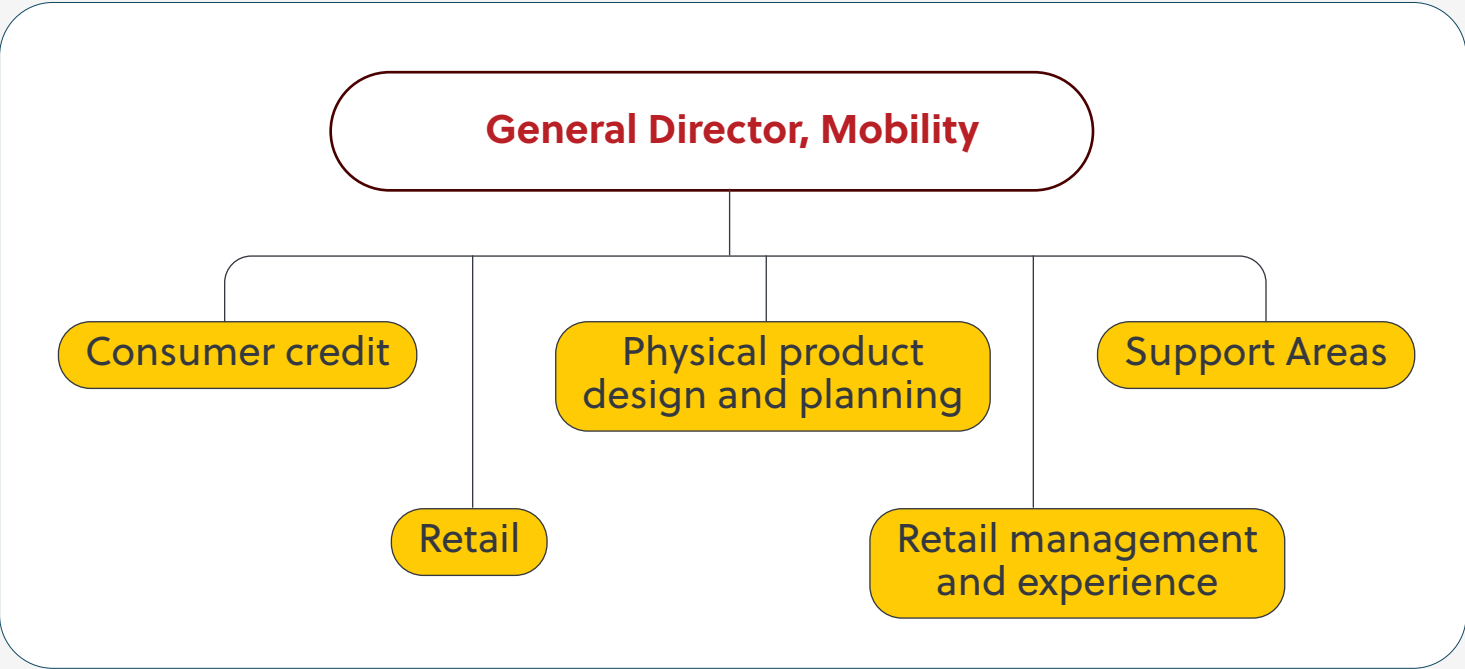 General Director, Mobility
Consumer credit
Physical product
design and planning
Support Areas
Retail
Retail management
and experience